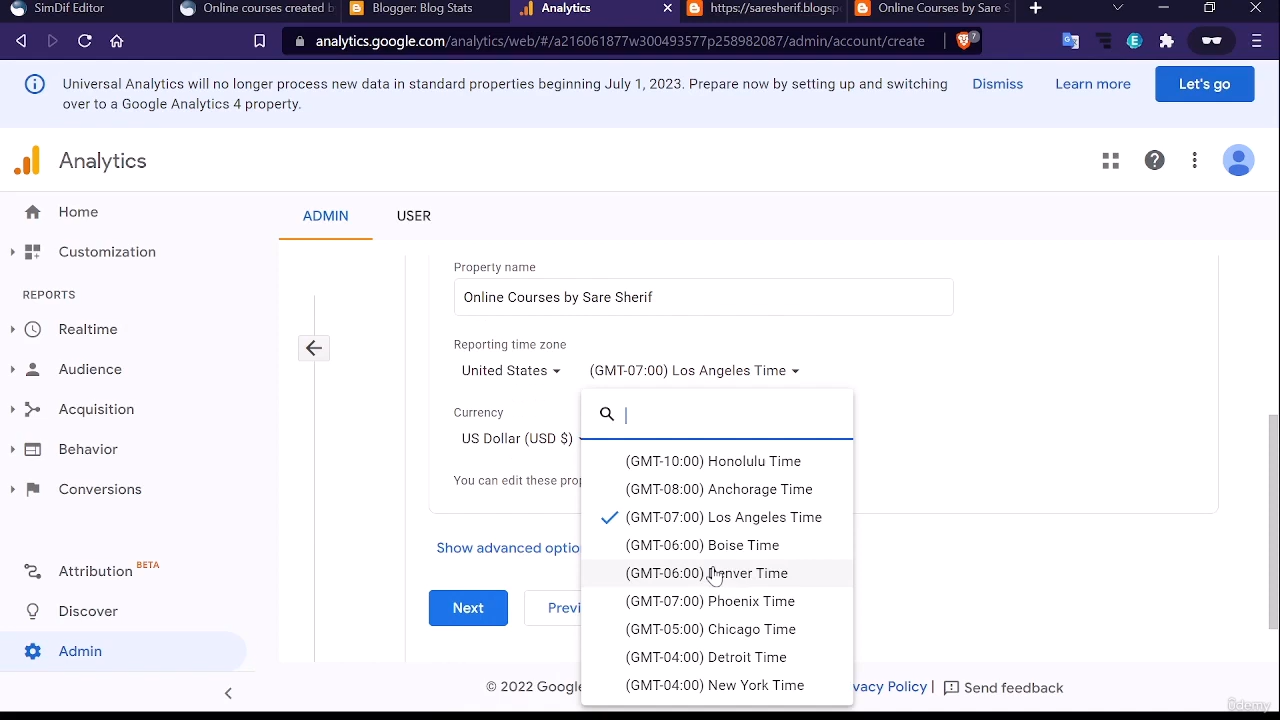 SimDif Editor
Online courses created b
Blogger: Blog Stats
Analytics
https://saresherif.blogspo
Online Courses by Sare S
analytics.google.com/analytics/web/#/a216061877w300493577p258982087/admin/account/create
7
Universal Analytics will no longer process new data in standard properties beginning July 1, 2023. Prepare now by setting up and switching
over to a Google Analytics 4 property.
Dismiss
Learn more
Let's go
Analytics
Home
Customization
REPORTS
Realtime
Audience
Acquisition
Behavior
Conversions
Attribution BETA
Discover
Admin
ADMIN
USER
Property name
Online Courses by Sare Sherif
Reporting time zone
United States
(GMT-07:00) Los Angeles Time
Currency
US Dollar (USD $)
You can edit these prop
(GMT-10:00) Honolulu Time
(GMT-08:00) Anchorage Time
(GMT-07:00) Los Angeles Time
(GMT-06:00) Boise Time
(GMT-06:00) Denver Time
(GMT-07:00) Phoenix Time
(GMT-05:00) Chicago Time
(GMT-04:00) Detroit Time
(GMT-04:00) New York Time
Show advanced optio
Next
Previ
© 2022 Google
vacy Policy |
Send feedback
Udemy